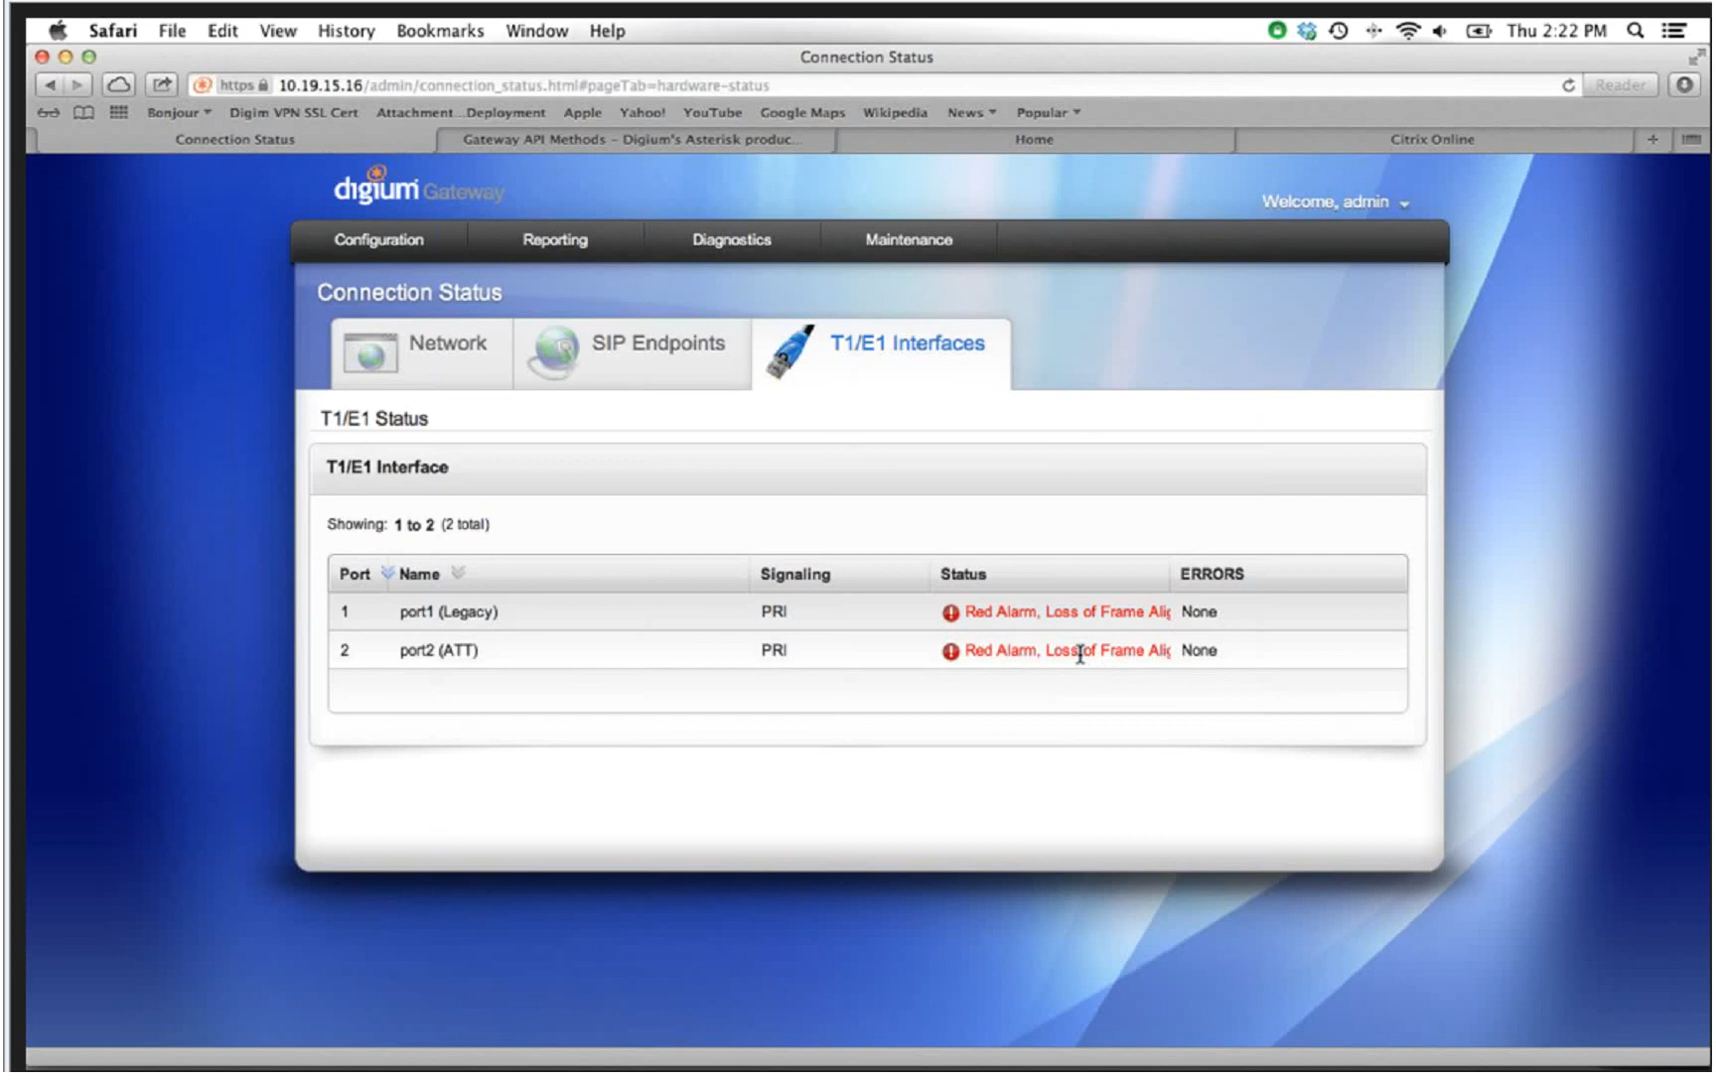 Safari File Edit View History Bookmarks Window Help Thu 2:22 PM
Connection Status
https 10.19.15.16/admin/connection_status.html#pageTab=hardware-status Reader
Bonjour Digim VPN SSL Cert Attachment...Deployment Apple Yahoo! YouTube Google Maps Wikipedia News Popular
Connection Status Gateway API Methods – Digium's Asterisk produc... Home Citrix Online
digium Gateway
Welcome, admin
Configuration Reporting Diagnostics Maintenance
Connection Status
Network SIP Endpoints T1/E1 Interfaces
T1/E1 Status
T1/E1 Interface
Showing: 1 to 2 (2 total)
Port Name Signaling Status ERRORS
1 port1 (Legacy) PRI Red Alarm, Loss of Frame Alig None
2 port2 (ATT) PRI Red Alarm, Loss of Frame Alig None